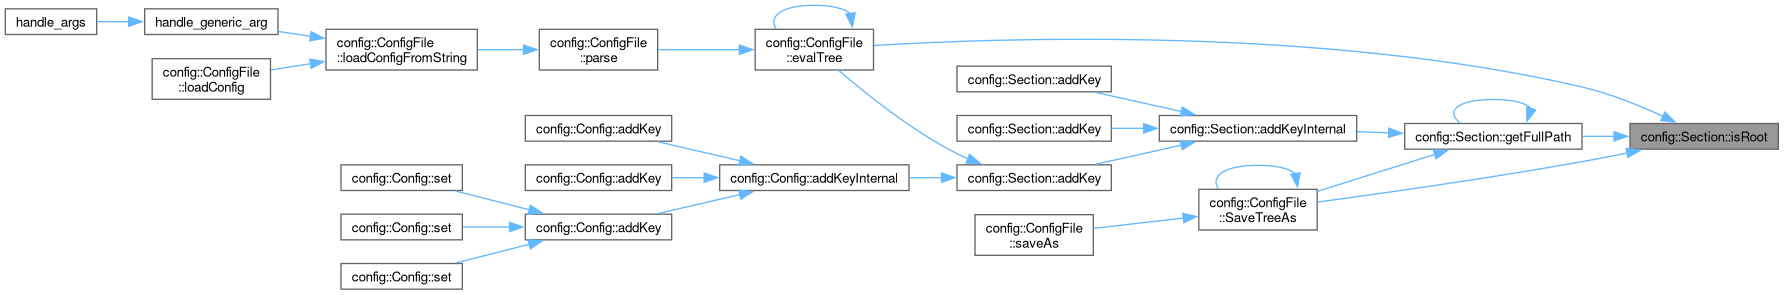 handle_args
handle_generic_arg
config::ConfigFile
::loadConfigFromString
config::ConfigFile
::loadConfig
config::ConfigFile
::parse
config::ConfigFile
::evalTree
config::Section::addKey
config::Section::addKey
config::Section::addKeyInternal
config::Section::getFullPath
config::Section::isRoot
config::Config::addKey
config::Config::addKey
config::Config::addKeyInternal
config::Section::addKey
config::Config::set
config::Config::set
config::Config::addKey
config::Config::set
config::ConfigFile
::SaveTreeAs
config::ConfigFile
::saveAs